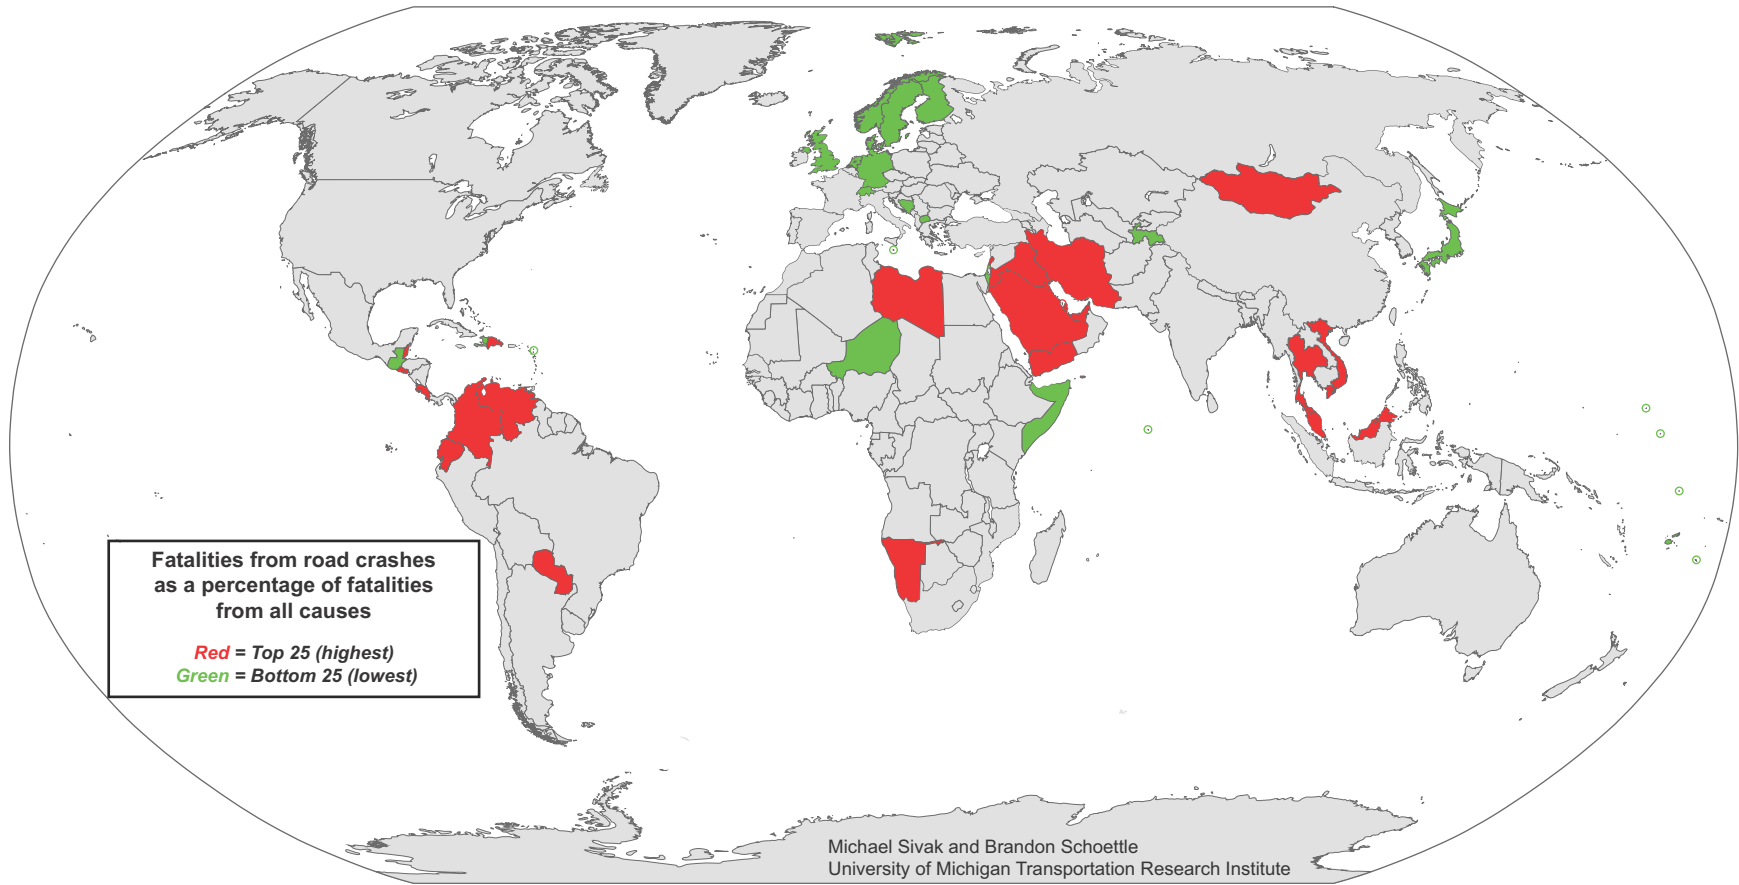 Fatalities from road crashes
as a percentage of fatalities
from all causes
Red = Top 25 (highest)
Green = Bottom 25 (lowest)
Michael Sivak and Brandon Schoettle
University of Michigan Transportation Research Institute